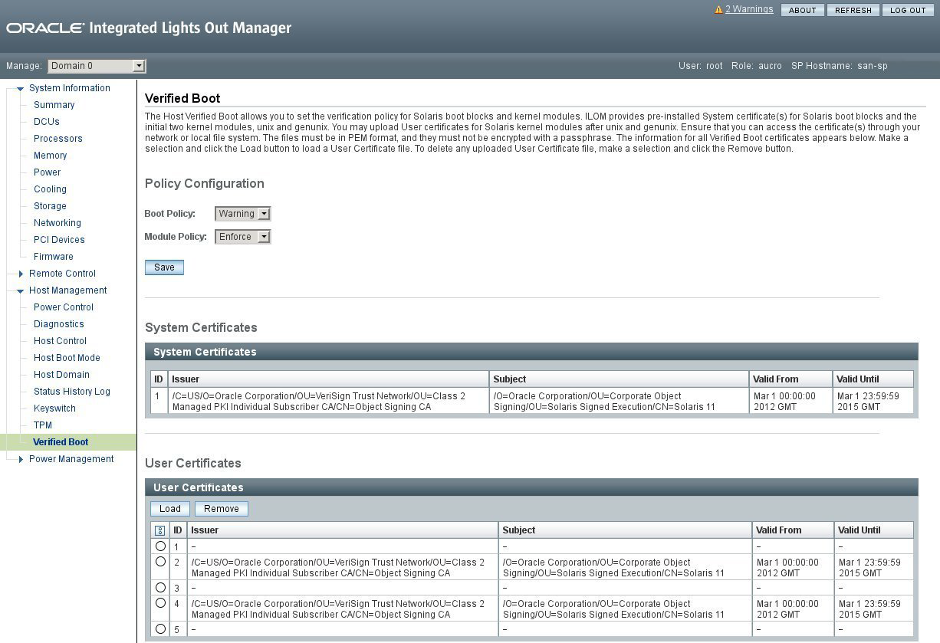 2 Warnings ABOUT REFRESH LOG OUT
ORACLE Integrated Lights Out Manager
Manage: Domain 0 User: root Role: aucro SP Hostname: san-sp
System Information
Summary
DCUs
Processors
Memory
Power
Cooling
Storage
Networking
PCI Devices
Firmware
Remote Control
Host Management
Power Control
Diagnostics
Host Control
Host Boot Mode
Host Domain
Status History Log
Keyswitch
TPM
Verified Boot
Power Management
Verified Boot
The Host Verified Boot allows you to set the verification policy for Solaris boot blocks and kernel modules. ILOM provides pre-installed System certificate(s) for Solaris boot blocks and the
initial two kernel modules, unix and genunix. You may upload User certificates for Solaris kernel modules after unix and genunix. Ensure that you can access the certificate(s) through your
network or local file system. The files must be in PEM format, and they must not be encrypted with a passphrase. The information for all Verified Boot certificates appears below. Make a
selection and click the Load button to load a User Certificate file. To delete any uploaded User Certificate file, make a selection and click the Remove button.
Policy Configuration
Boot Policy: Warning
Module Policy: Enforce
Save
System Certificates
System Certificates
ID Issuer Subject Valid From Valid Until
1 /C=US/O=Oracle Corporation/OU=VeriSign Trust Network/OU=Class 2 /O=Oracle Corporation/OU=Corporate Object Mar 1 00:00:00 Mar 1 23:59:59
Managed PKI Individual Subscriber CA/CN=Object Signing CA Signing/OU=Solaris Signed Execution/CN=Solaris 11 2012 GMT 2015 GMT
User Certificates
User Certificates
Load Remove
ID Issuer Subject Valid From Valid Until
1 – – – –
2 /C=US/O=Oracle Corporation/OU=VeriSign Trust Network/OU=Class 2 /O=Oracle Corporation/OU=Corporate Object Mar 1 00:00:00 Mar 1 23:59:59
Managed PKI Individual Subscriber CA/CN=Object Signing CA Signing/OU=Solaris Signed Execution/CN=Solaris 11 2012 GMT 2015 GMT
3 – – – –
4 /C=US/O=Oracle Corporation/OU=VeriSign Trust Network/OU=Class 2 /O=Oracle Corporation/OU=Corporate Object Mar 1 00:00:00 Mar 1 23:59:59
Managed PKI Individual Subscriber CA/CN=Object Signing CA Signing/OU=Solaris Signed Execution/CN=Solaris 11 2012 GMT 2015 GMT
5 – – – –